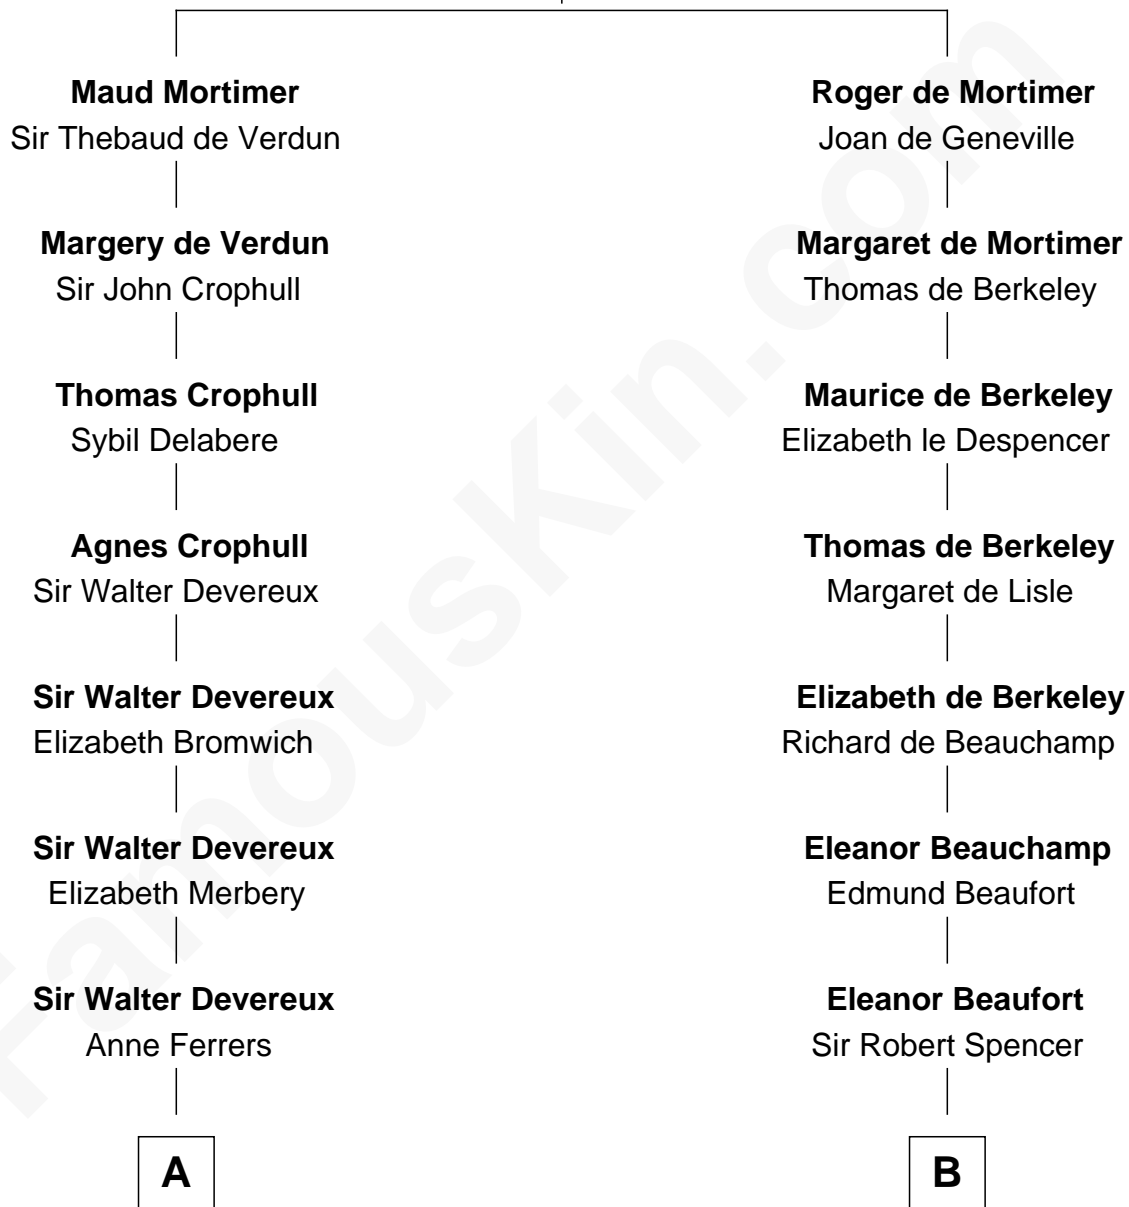 Maud Mortimer
Sir Thebaud de Verdun
Margery de Verdun
Sir John Crophull
Thomas Crophull
Sybil Delabere
Agnes Crophull
Sir Walter Devereux
Sir Walter Devereux
Elizabeth Bromwich
Sir Walter Devereux
Elizabeth Merbery
Sir Walter Devereux
Anne Ferrers
A
Roger de Mortimer
Joan de Geneville
Margaret de Mortimer
Thomas de Berkeley
Maurice de Berkeley
Elizabeth le Despencer
Thomas de Berkeley
Margaret de Lisle
Elizabeth de Berkeley
Richard de Beauchamp
Eleanor Beauchamp
Edmund Beaufort
Eleanor Beaufort
Sir Robert Spencer
B
FamousKin.com